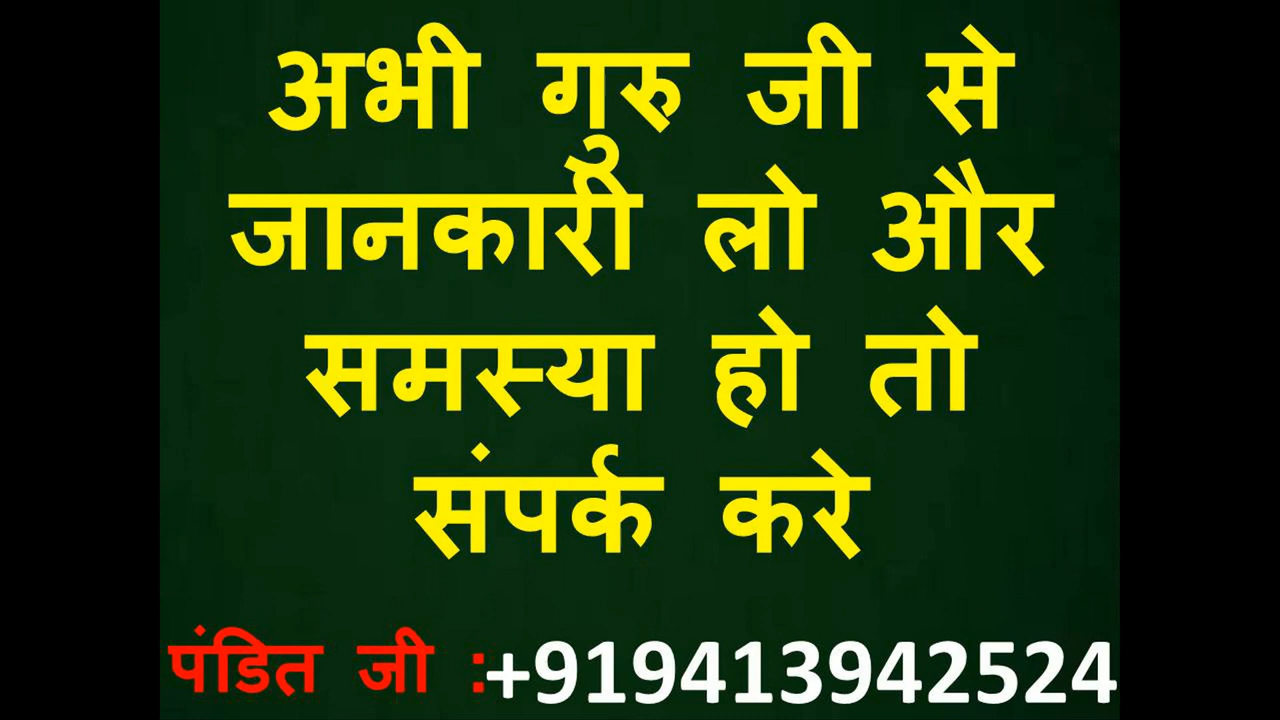 अभी गुरु जी से
जानकारी लो और
समस्या हो तो
संपर्क करे
पंडित जी :+919413942524